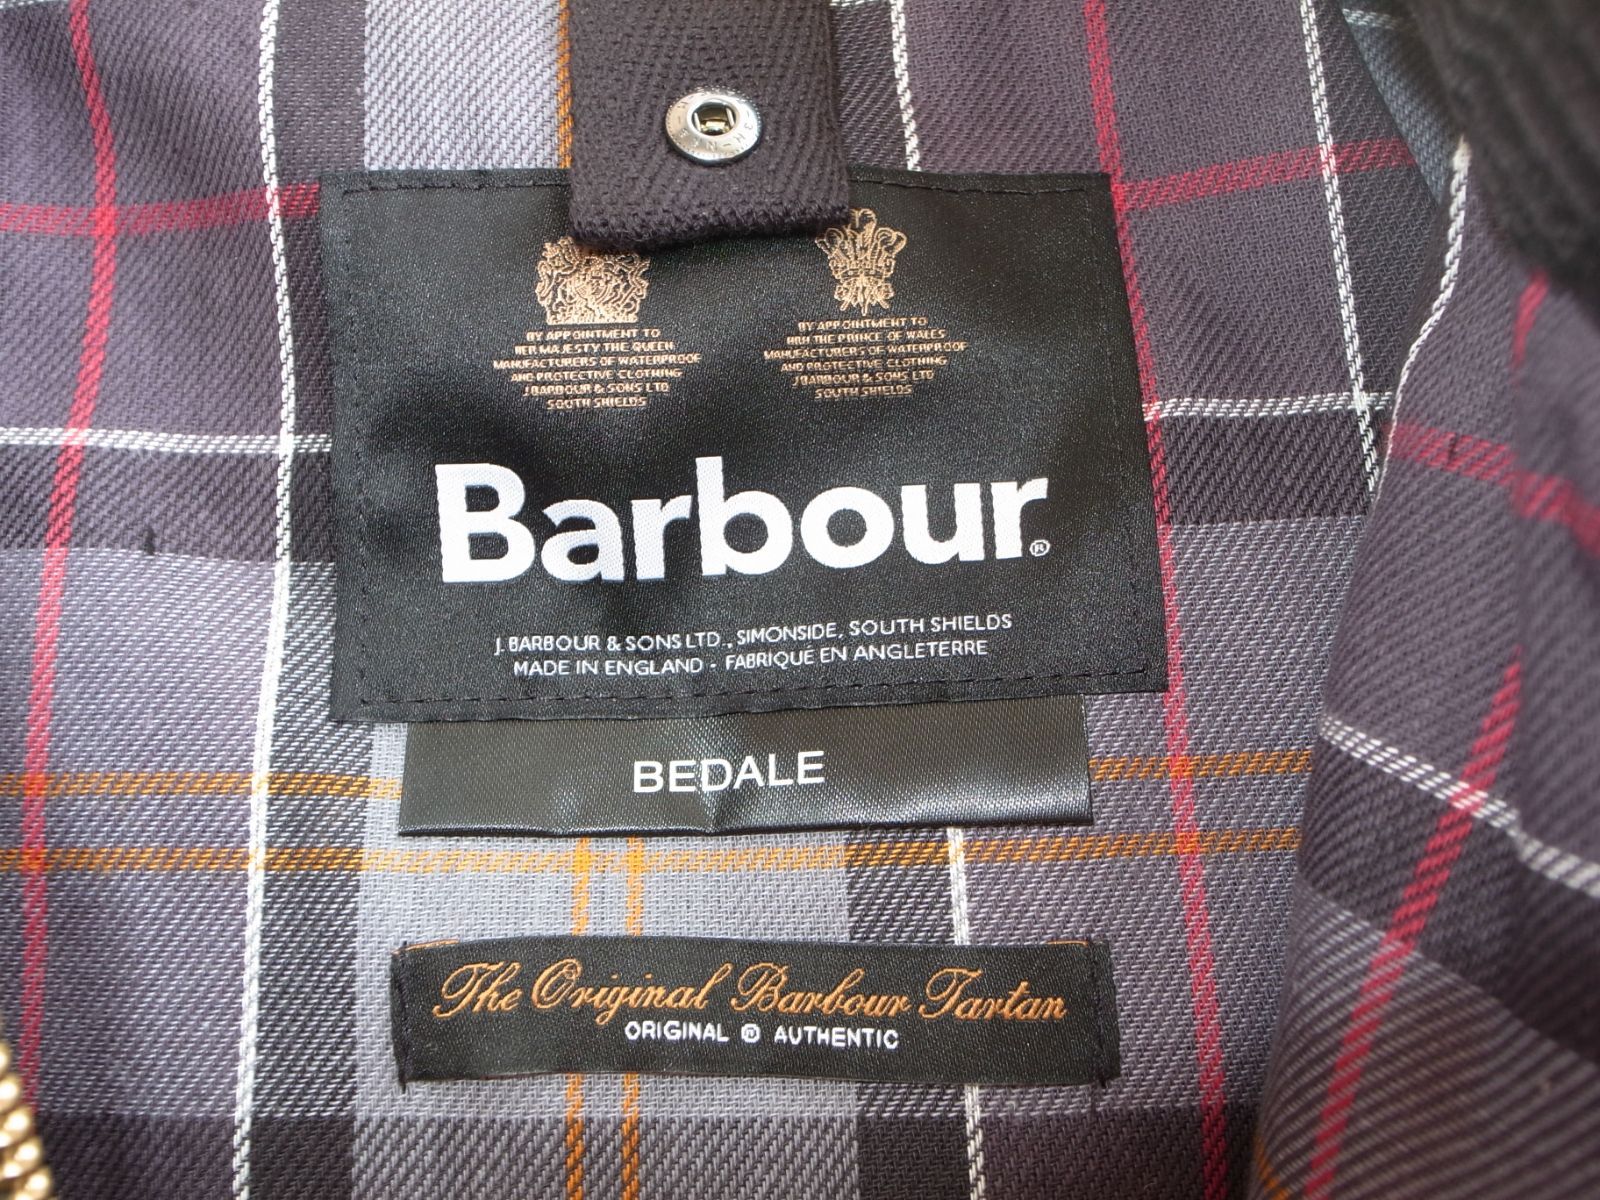 BY APPOINTMENT TO
HER MAJESTY THE QUEEN
MANUFACTURERS OF WATERPROOF
AND PROTECTIVE CLOTHING
J BARBOUR & SONS LTD
SOUTH SHIELDS
BY APPOINTMENT TO
HRH THE PRINCE OF WALES
MANUFACTURERS OF WATERPROOF
AND PROTECTIVE CLOTHING
J BARBOUR & SONS LTD
SOUTH SHIELDS
Barbour®
J. BARBOUR & SONS LTD., SIMONSIDE, SOUTH SHIELDS
MADE IN ENGLAND - FABRIQUÉ EN ANGLETERRE
BEDALE
The Original Barbour Tartan
ORIGINAL ® AUTHENTIC